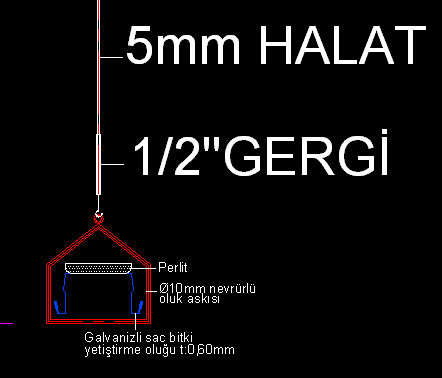 5mm HALAT
1/2"GERGİ
Perlit
Ø10mm nevrürlü
oluk askısı
Galvanizli sac bitki
yetiştirme oluğu t:0,60mm